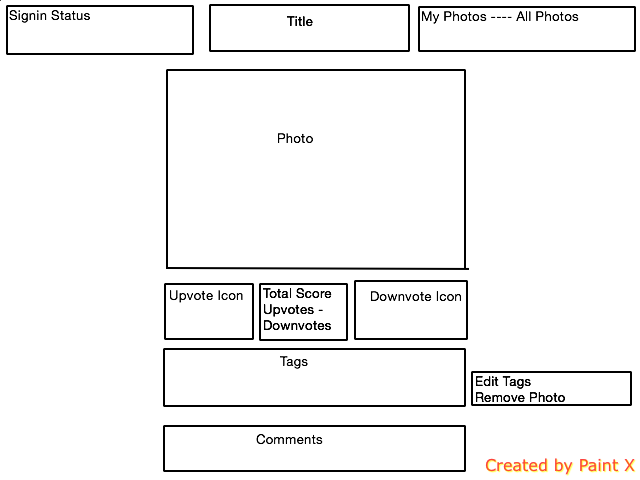 Signin Status
Title
My Photos ---- All Photos
Photo
Upvote Icon
Total Score
Upvotes -
Downvotes
Downvote Icon
Tags
Edit Tags
Remove Photo
Comments
Created by Paint X